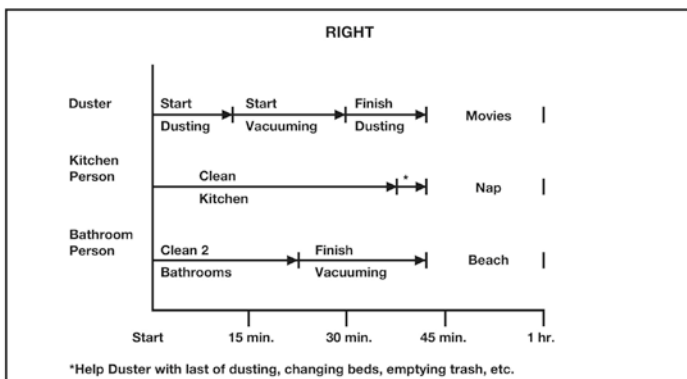 RIGHT
Duster
Start
Dusting
Start
Vacuuming
Finish
Dusting
Movies
Kitchen
Person
Clean
Kitchen
*
Nap
Bathroom
Person
Clean 2
Bathrooms
Finish
Vacuuming
Beach
Start
15 min.
30 min.
45 min.
1 hr.
*Help Duster with last of dusting, changing beds, emptying trash, etc.